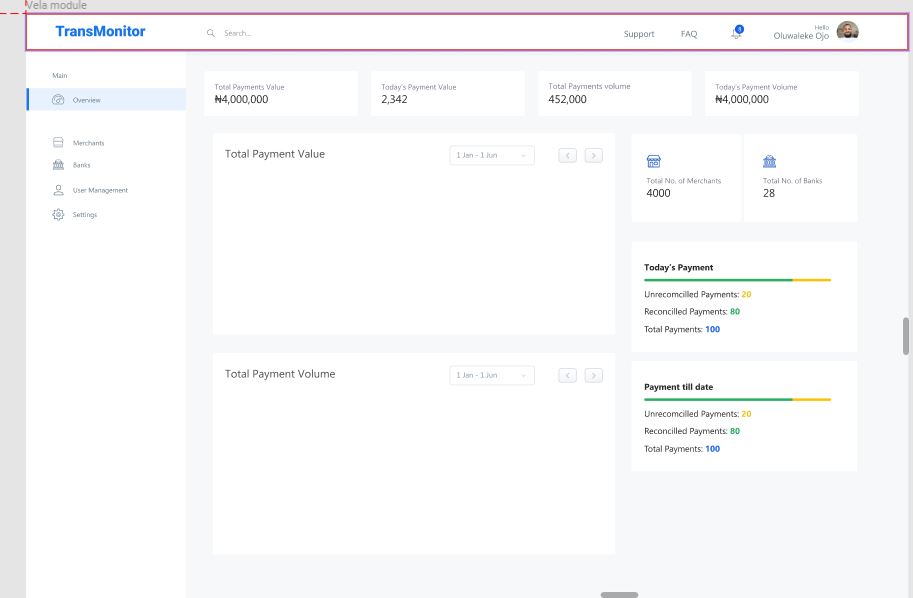 Vela module
TransMonitor
Search...
Support
FAQ
3
Hello
Oluwaleke Ojo
Main
Overview
Merchants
Banks
User Management
Settings
Total Payments Value
₦4,000,000
Today's Payment Value
2,342
Total Payments volume
452,000
Today's Payment Volume
₦4,000,000
Total Payment Value
1 Jan - 1 Jun
Total No. of Merchants
4000
Total No. of Banks
28
Today's Payment
Unrecomcilled Payments: 20
Reconcilled Payments: 80
Total Payments: 100
Total Payment Volume
1 Jan - 1 Jun
Payment till date
Unrecomcilled Payments: 20
Reconcilled Payments: 80
Total Payments: 100